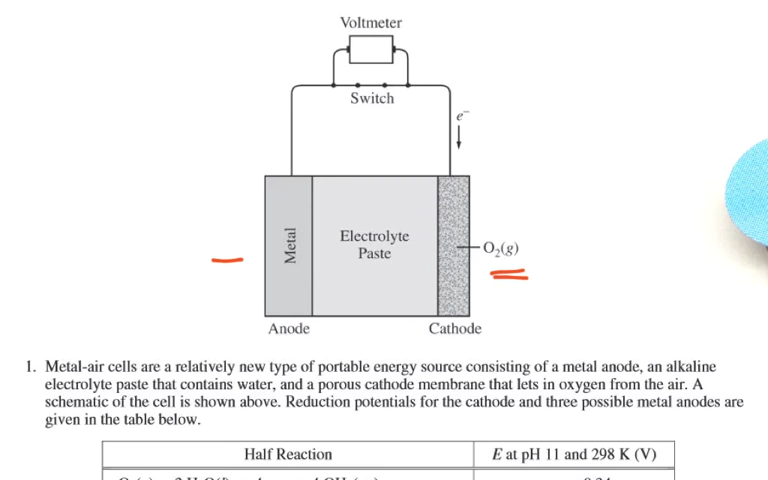 Voltmeter
Switch
e⁻
Metal
Electrolyte
Paste
O₂(g)
Anode
Cathode
1. Metal-air cells are a relatively new type of portable energy source consisting of a metal anode, an alkaline
electrolyte paste that contains water, and a porous cathode membrane that lets in oxygen from the air. A
schematic of the cell is shown above. Reduction potentials for the cathode and three possible metal anodes are
given in the table below.
Half Reaction
E at pH 11 and 298 K (V)